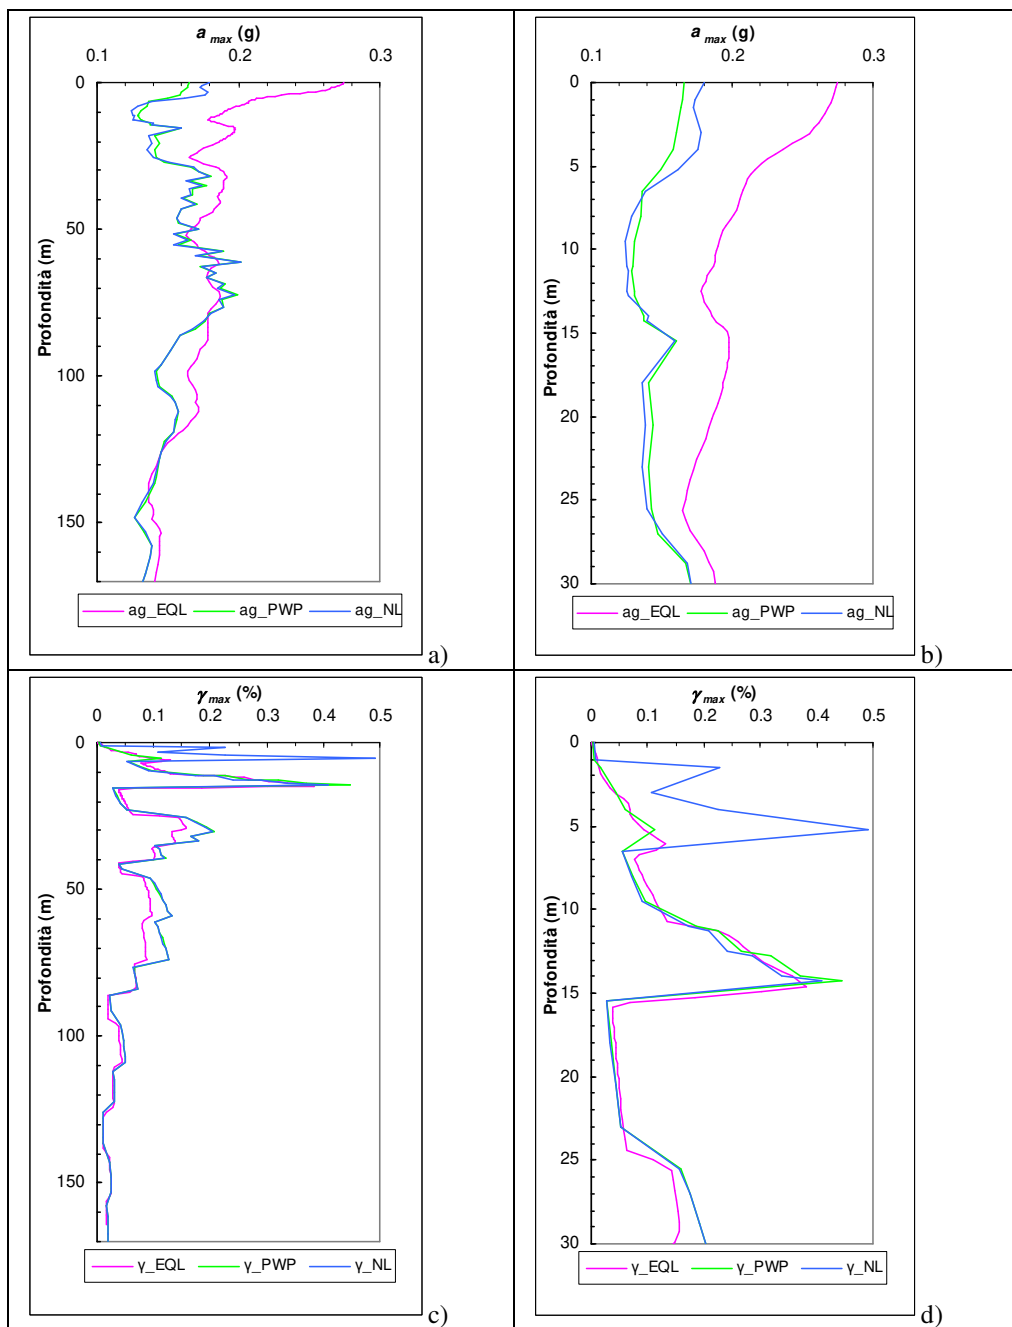 a max (g)
0.1 0.2 0.3
0
50
100
150
Profondità (m)
ag_EQL ag_PWP ag_NL
a)
a max (g)
0.1 0.2 0.3
0
5
10
15
20
25
30
Profondità (m)
ag_EQL ag_PWP ag_NL
b)
γ max (%)
0 0.1 0.2 0.3 0.4 0.5
0
50
100
150
Profondità (m)
γ_EQL γ_PWP γ_NL
c)
γ max (%)
0 0.1 0.2 0.3 0.4 0.5
0
5
10
15
20
25
30
Profondità (m)
γ_EQL γ_PWP γ_NL
d)